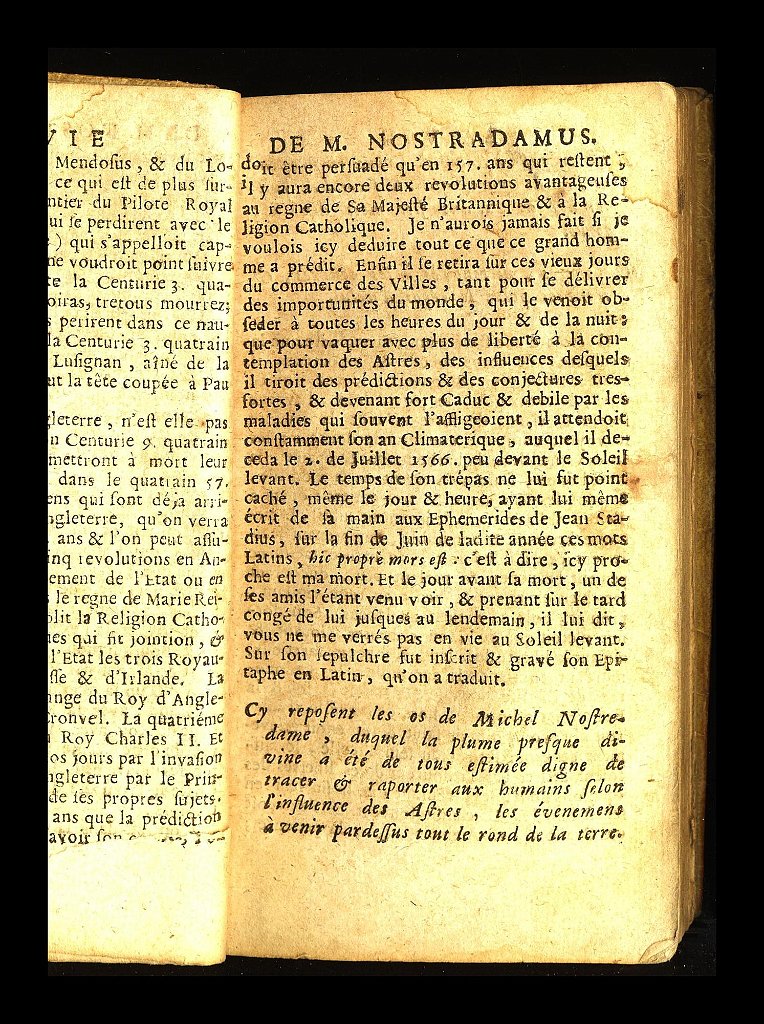 VIE
Mendoſus, & du Lo-
ce qui eſt de plus ſur-
ntier du Pilote Royal
ui ſe perdirent avec le
) qui s'appelloit cap-
ne voudroit point ſuivre
la Centurie 3. qua-
oiras, tretous mourrez;
perirent dans ce nau-
la Centurie 3. quatrain
Luſignan, aîné de la
ut la tête coupée à Pau
gleterre, n'eſt elle pas
n Centurie 9. quatrain
mettront à mort leur
dans le quatrain 57.
ens qui ſont déja arri-
ngleterre, qu'on verra
ans & l'on peut aſſu-
inq revolutions en An-
ement de l'Etat ou en
le regne de Marie Rei-
blit la Religion Catho-
es qui fit jointion, &
l'Etat les trois Royau-
ſſe & d'Irlande. La
ange du Roy d'Angle-
Cronvel. La quatriéme
Roy Charles II. Et
os jours par l'invaſion
ngleterre par le Prin-
de ſes propres ſujets.
ans que la prédiction
avoir ſon
DE M. NOSTRADAMUS.
doit être perſuadé qu'en 157. ans qui reſtent,
il y aura encore deux revolutions avantageuſes
au regne de Sa Majeſté Britannique & à la Re-
ligion Catholique. Je n'aurois jamais fait ſi je
voulois icy deduire tout ce que ce grand hom-
me a prédit. Enfin il ſe retira ſur ces vieux jours
du commerce des Villes, tant pour ſe délivrer
des importunités du monde, qui le venoit ob-
ſeder à toutes les heures du jour & de la nuit:
que pour vaquer avec plus de liberté à la con-
templation des Aſtres, des influences deſquels
il tiroit des prédictions & des conjectures tres-
fortes, & devenant fort Caduc & debile par les
maladies qui ſouvent l'affligeoient, il attendoit
conſtamment ſon an Climaterique, auquel il de-
ceda le 2. de Juillet 1566. peu devant le Soleil
levant. Le temps de ſon trépas ne lui fut point
caché, même le jour & heure, ayant lui même
écrit de ſa main aux Ephemerides de Jean Sta-
dius, ſur la fin de Juin de ladite année ces mots
Latins, hic propre mors eſt: c'eſt à dire, icy pro-
che eſt ma mort. Et le jour avant ſa mort, un de
ſes amis l'étant venu voir, & prenant ſur le tard
congé de lui juſques au lendemain, il lui dit,
vous ne me verrés pas en vie au Soleil levant.
Sur ſon ſepulchre fut inſcrit & gravé ſon Epi-
taphe en Latin, qu'on a traduit.
Cy repoſent les os de Michel Noſtre-
dame, duquel la plume preſque di-
vine a été de tous eſtimée digne de
tracer & raporter aux humains ſelon
l'influence des Aſtres, les évenemens
à venir pardeſſus tout le rond de la terre.